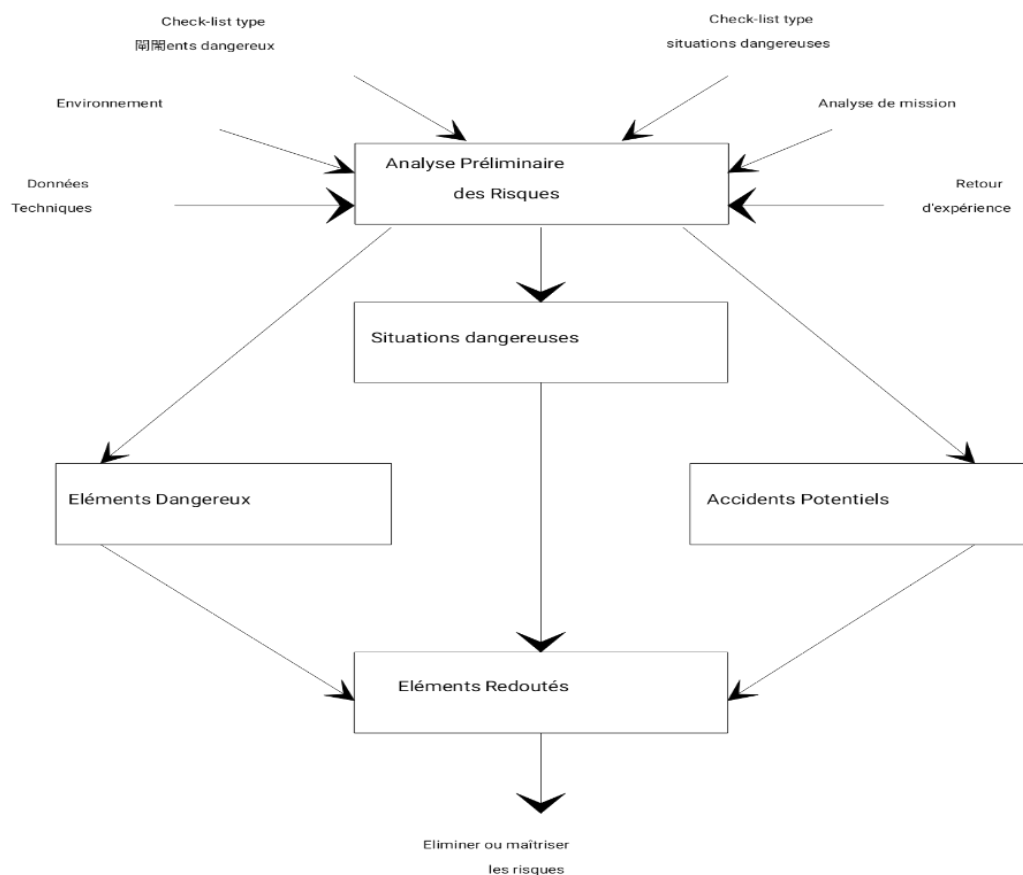 Check-list type
閘閙ents dangereux
Check-list type
situations dangereuses
Environnement
Analyse de mission
Données
Techniques
Analyse Préliminaire
des Risques
Retour
d'expérience
Situations dangereuses
Eléments Dangereux
Accidents Potentiels
Eléments Redoutés
Eliminer ou maîtriser
les risques